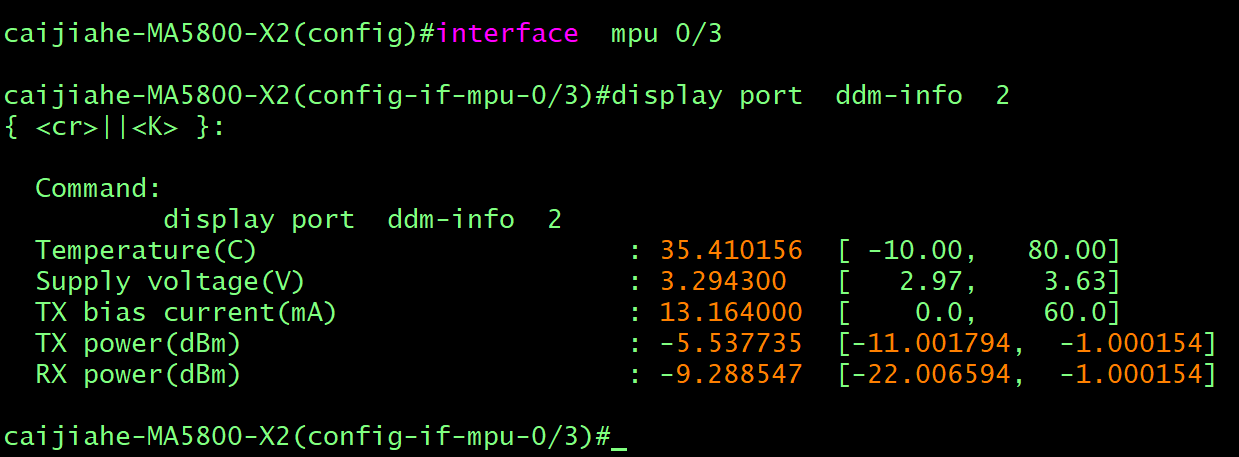 caijiahe-MA5800-X2(config)#interface  mpu 0/3
caijiahe-MA5800-X2(config-if-mpu-0/3)#display port  ddm-info  2
{ <cr>||<K> }:
Command:
display port  ddm-info  2
Temperature(C) : 35.410156 [ -10.00, 80.00]
Supply voltage(V) : 3.294300 [ 2.97, 3.63]
TX bias current(mA) : 13.164000 [ 0.0, 60.0]
TX power(dBm) : -5.537735 [-11.001794, -1.000154]
RX power(dBm) : -9.288547 [-22.006594, -1.000154]
caijiahe-MA5800-X2(config-if-mpu-0/3)#_